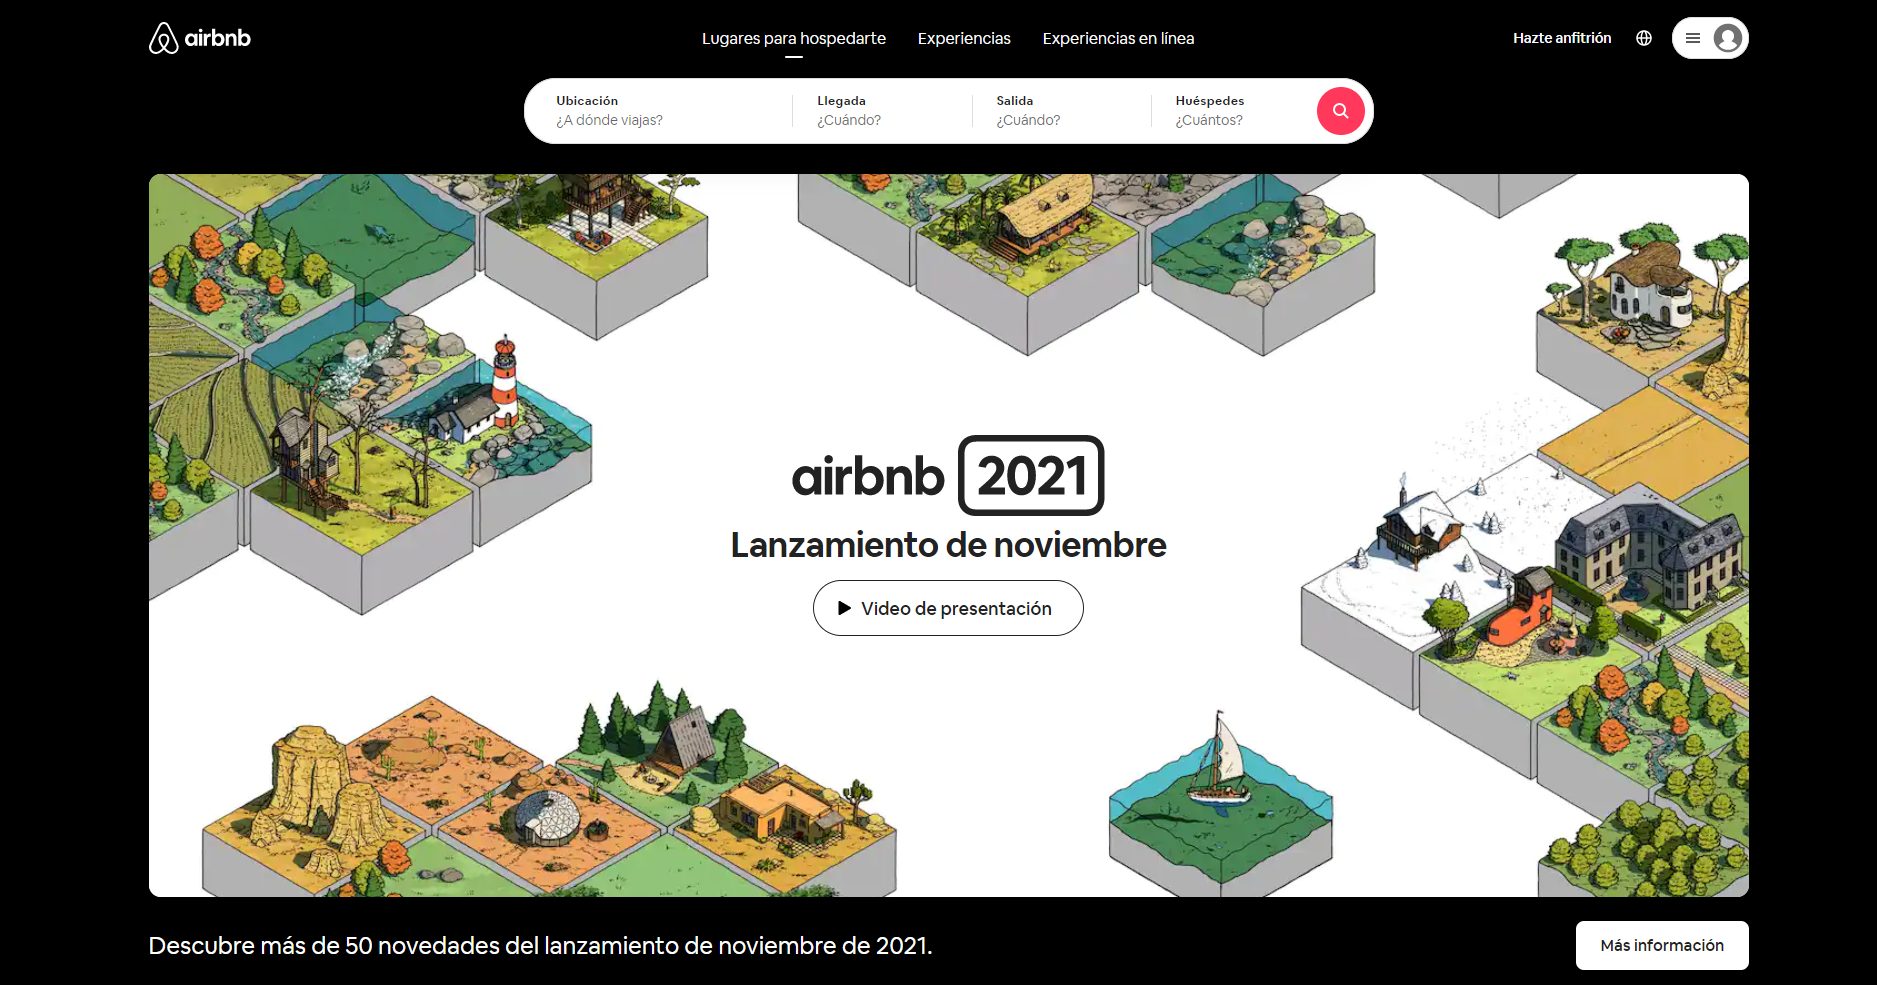 airbnb
Lugares para hospedarte
Experiencias
Experiencias en línea
Hazte anfitrión
Ubicación
¿A dónde viajas?
Llegada
¿Cuándo?
Salida
¿Cuándo?
Huéspedes
¿Cuántos?
airbnb 2021
Lanzamiento de noviembre
Video de presentación
Descubre más de 50 novedades del lanzamiento de noviembre de 2021.
Más información